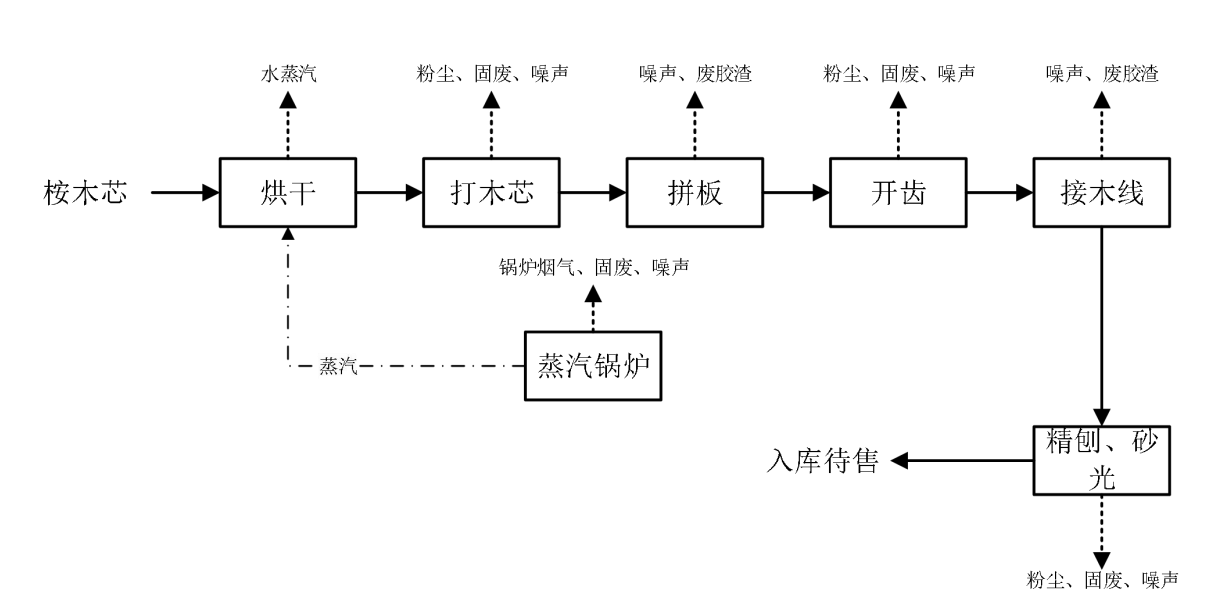 水蒸汽
粉尘、固废、噪声
噪声、废胶渣
粉尘、固废、噪声
噪声、废胶渣
桉木芯
烘干
打木芯
拼板
开齿
接木线
锅炉烟气、固废、噪声
蒸汽
蒸汽锅炉
入库待售
精刨、砂
光
粉尘、固废、噪声